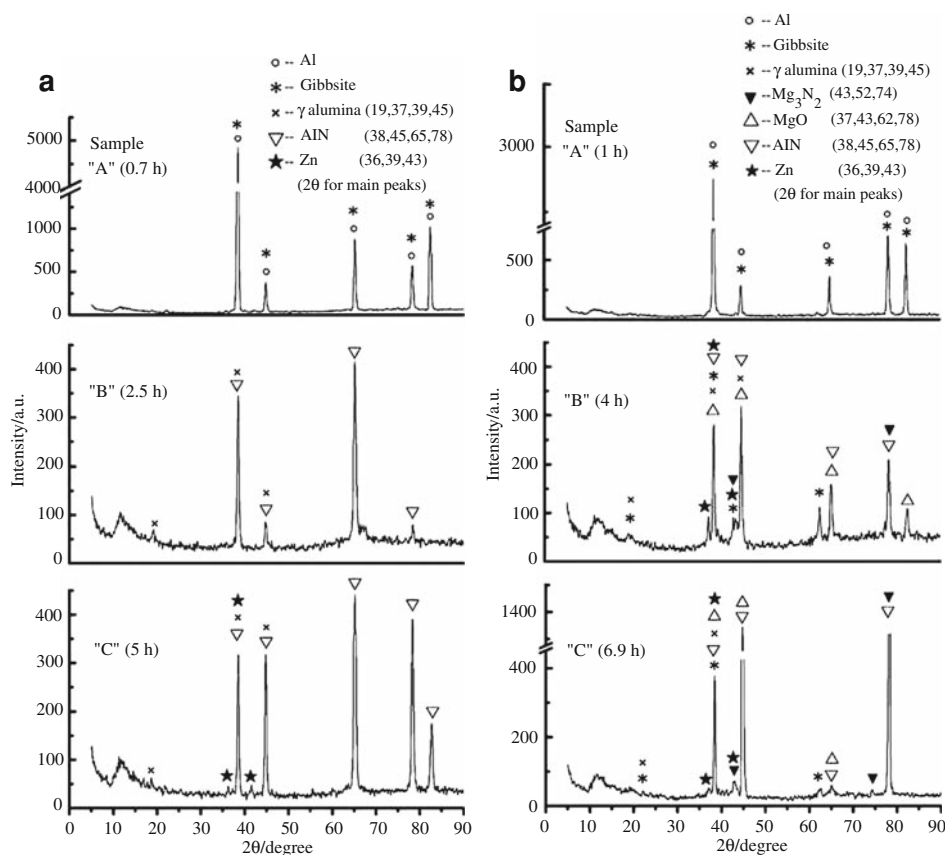 a
o -- Al
* -- Gibbsite
× -- γ alumina (19,37,39,45)
▽ -- AlN (38,45,65,78)
★ -- Zn (36,39,43)
(2θ for main peaks)
Sample
"A" (0.7 h)
5000
4000
1000
500
0
"B" (2.5 h)
400
300
200
100
0
"C" (5 h)
400
300
200
100
0
Intensity/a.u.
0 10 20 30 40 50 60 70 80 90
2θ/degree
b
o -- Al
* -- Gibbsite
× -- γ alumina (19,37,39,45)
▼ -- Mg3N2 (43,52,74)
△ -- MgO (37,43,62,78)
▽ -- AlN (38,45,65,78)
★ -- Zn (36,39,43)
(2θ for main peaks)
Sample
"A" (1 h)
3000
500
0
"B" (4 h)
400
300
200
100
0
"C" (6.9 h)
1400
400
200
0
Intensity/a.u.
0 10 20 30 40 50 60 70 80 90
2θ/degree